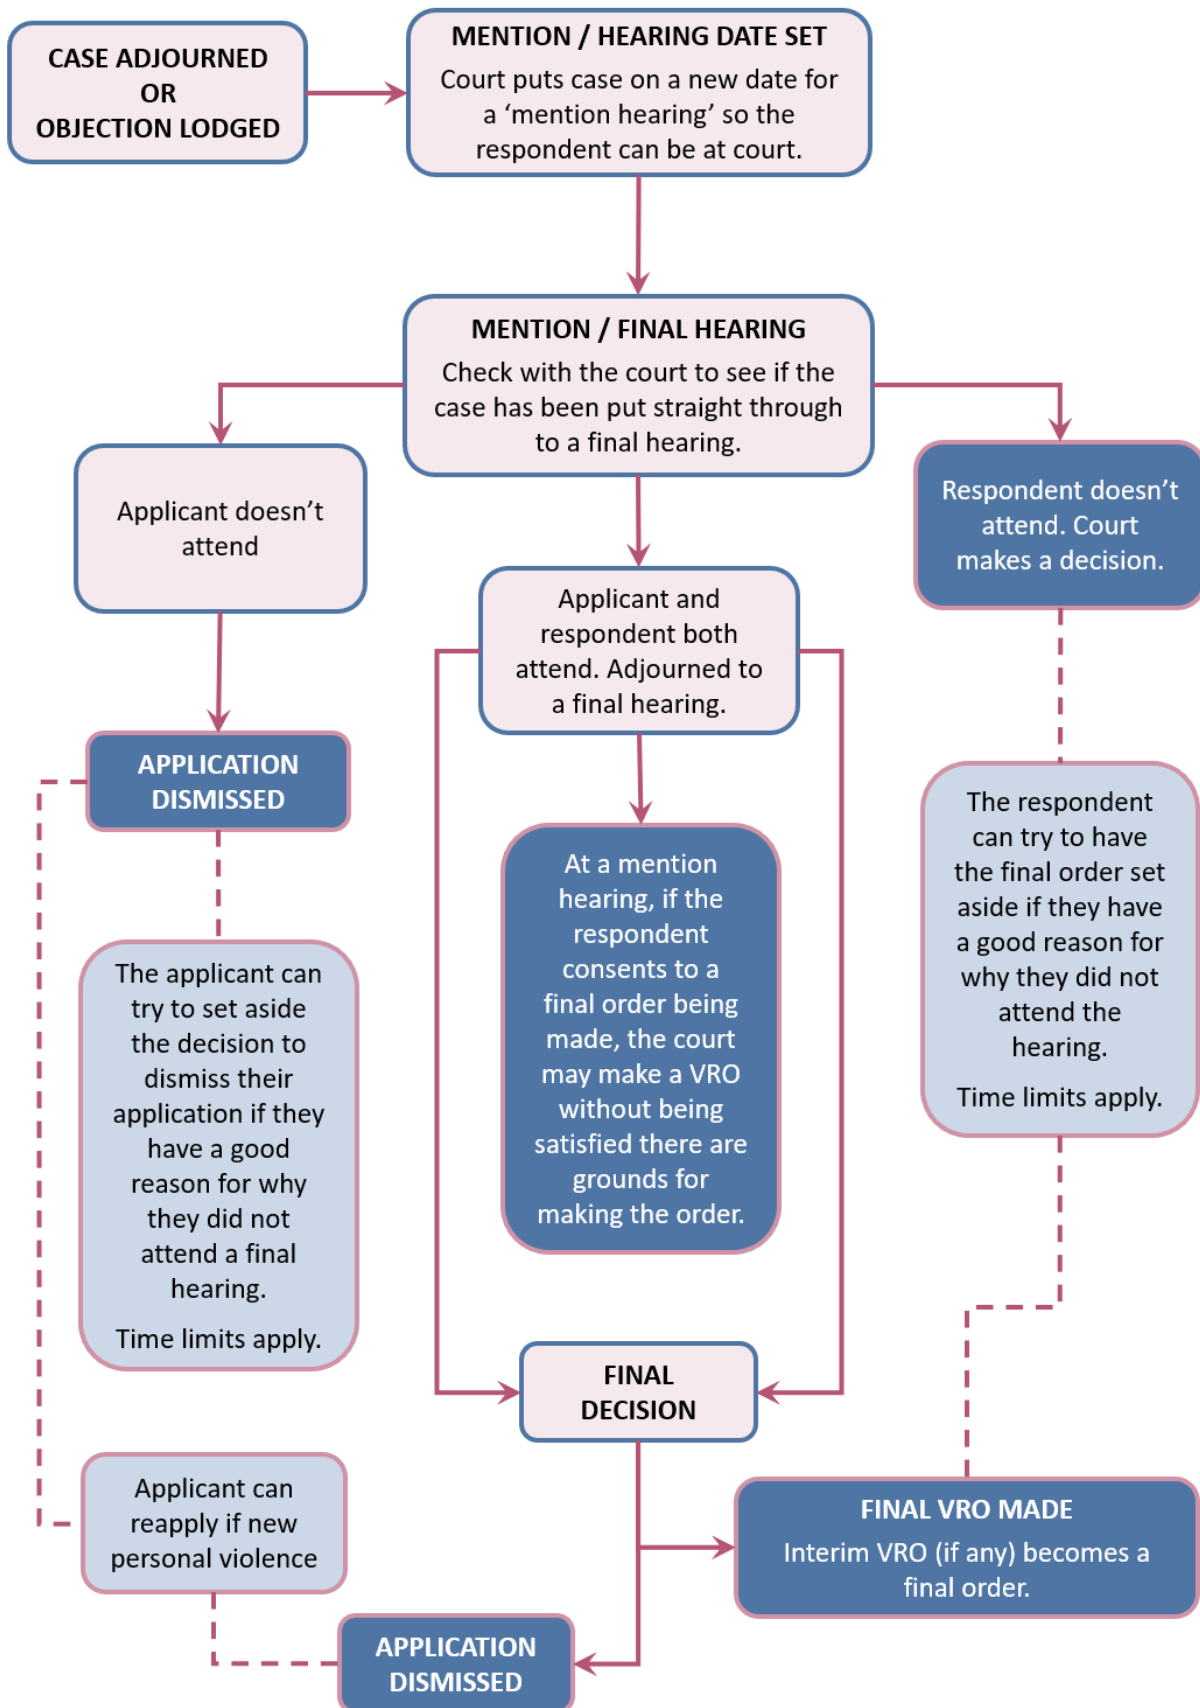 CASE ADJOURNED
OR
OBJECTION LODGED
MENTION / HEARING DATE SET
Court puts case on a new date for
a ‘mention hearing’ so the
respondent can be at court.
MENTION / FINAL HEARING
Check with the court to see if the
case has been put straight through
to a final hearing.
Applicant doesn’t
attend
Applicant and
respondent both
attend. Adjourned to
a final hearing.
Respondent doesn’t
attend. Court
makes a decision.
APPLICATION
DISMISSED
The applicant can
try to set aside
the decision to
dismiss their
application if they
have a good
reason for why
they did not
attend a final
hearing.
Time limits apply.
At a mention
hearing, if the
respondent
consents to a
final order being
made, the court
may make a VRO
without being
satisfied there are
grounds for
making the order.
The respondent
can try to have
the final order set
aside if they have
a good reason for
why they did not
attend the
hearing.
Time limits apply.
FINAL
DECISION
Applicant can
reapply if new
personal violence
FINAL VRO MADE
Interim VRO (if any) becomes a
final order.
APPLICATION
DISMISSED